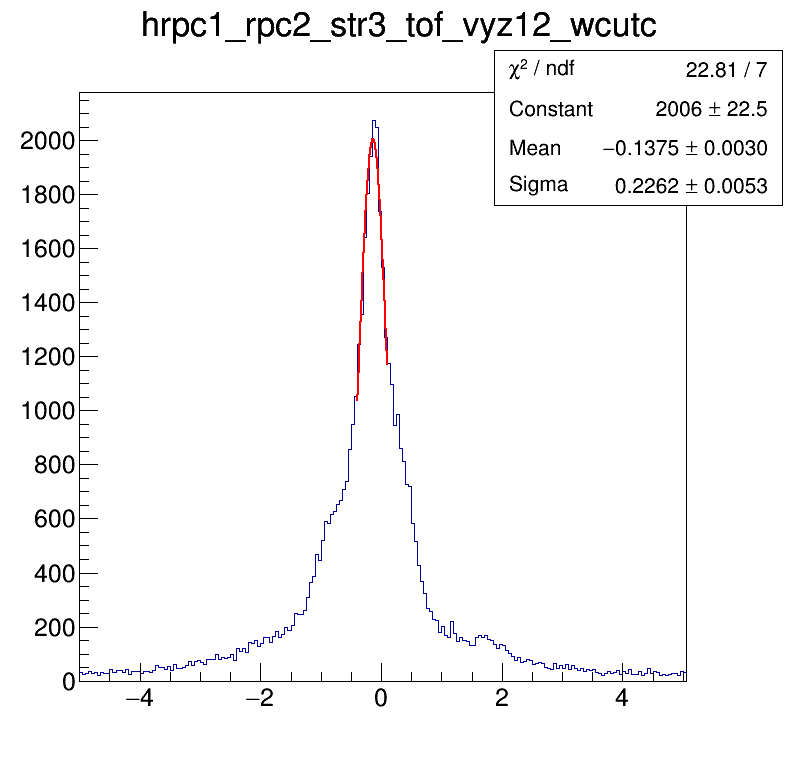 hrpc1_rpc2_str3_tof_vyz12_wcutc
χ² / ndf 22.81 / 7
Constant 2006 ± 22.5
Mean −0.1375 ± 0.0030
Sigma 0.2262 ± 0.0053
2000
1800
1600
1400
1200
1000
800
600
400
200
0
−4 −2 0 2 4